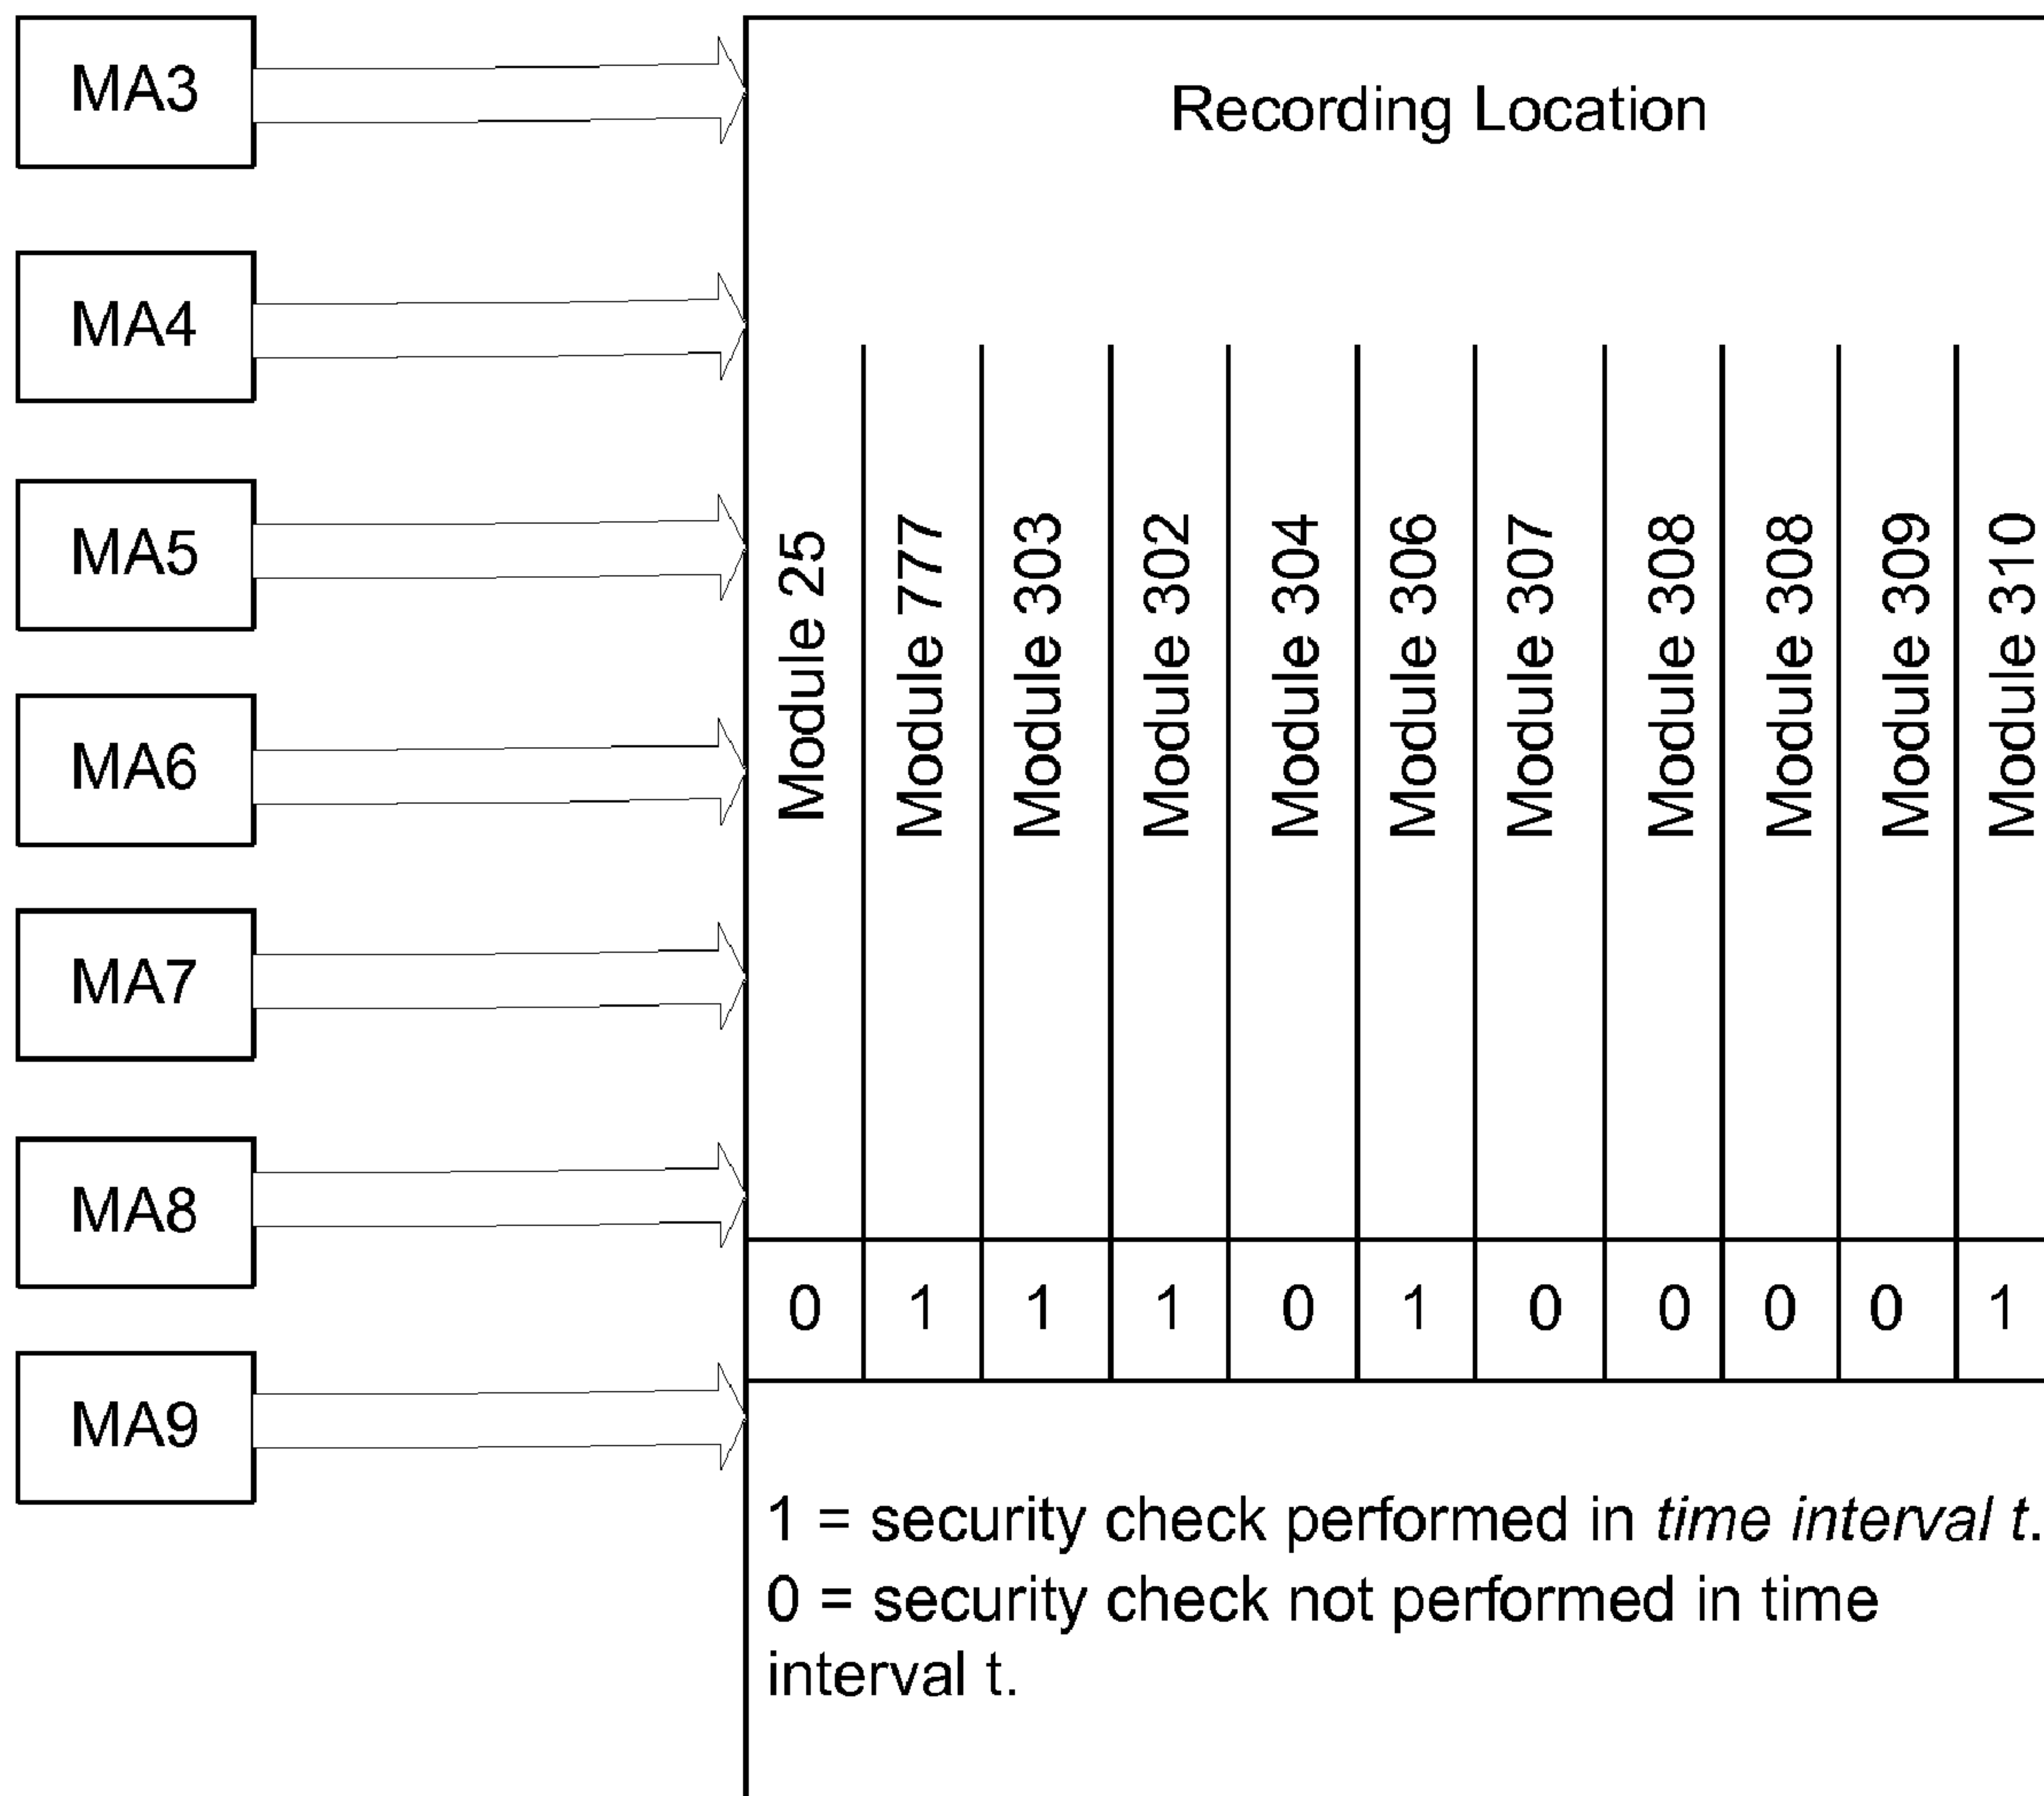 MA3
MA4
MA5
MA6
MA7
MA8
MA9
Recording Location
Module 25
Module 777
Module 303
Module 302
Module 304
Module 306
Module 307
Module 308
Module 308
Module 309
Module 310
0 1 1 1 0 1 0 0 0 0 1
1 = security check performed in time interval t.
0 = security check not performed in time
interval t.